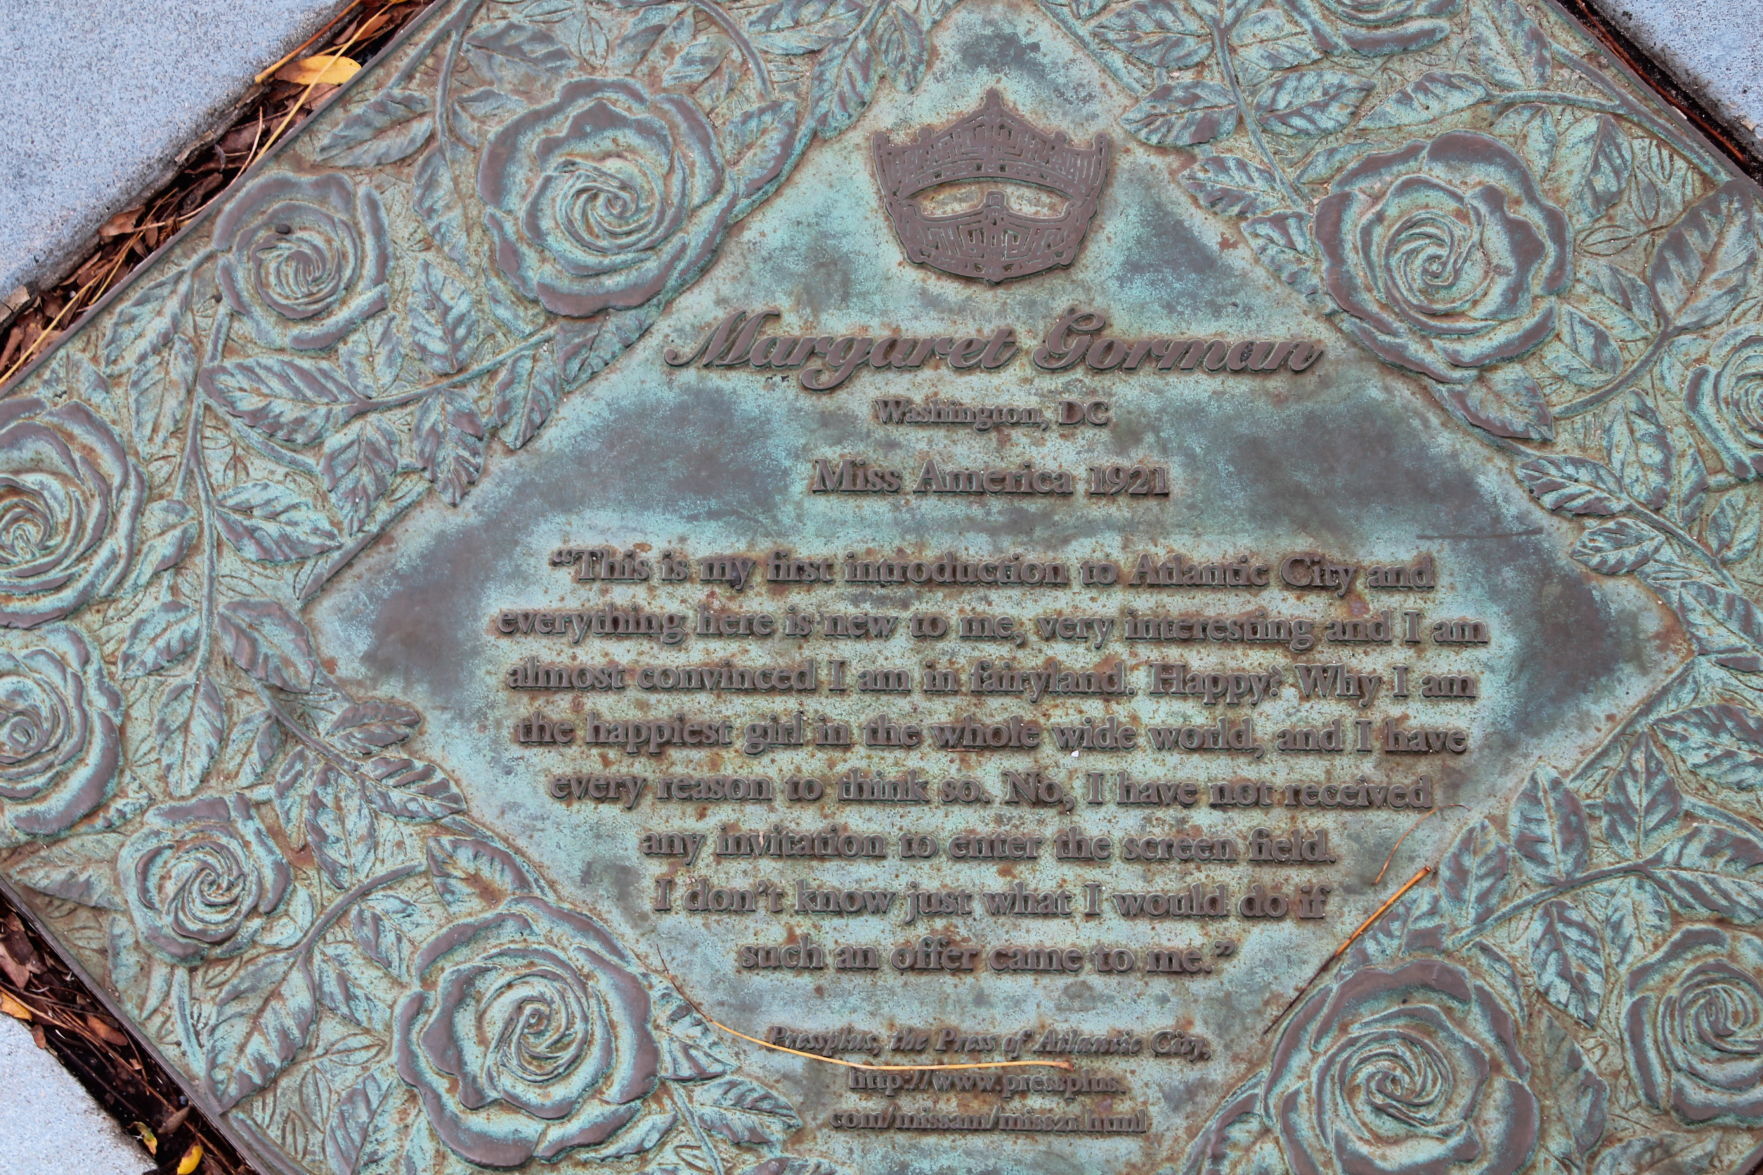 Margaret Gorman
Washington, DC
Miss America 1921
“This is my first introduction to Atlantic City and
everything here is new to me, very interesting and I am
almost convinced I am in fairyland. Happy? Why I am
the happiest girl in the whole wide world, and I have
every reason to think so. No, I have not received
any invitation to enter the screen field.
I don’t know just what I would do if
such an offer came to me.”
Pressplus, the Press of Atlantic City,
http://www.pressplus.
com/missam/miss21.html